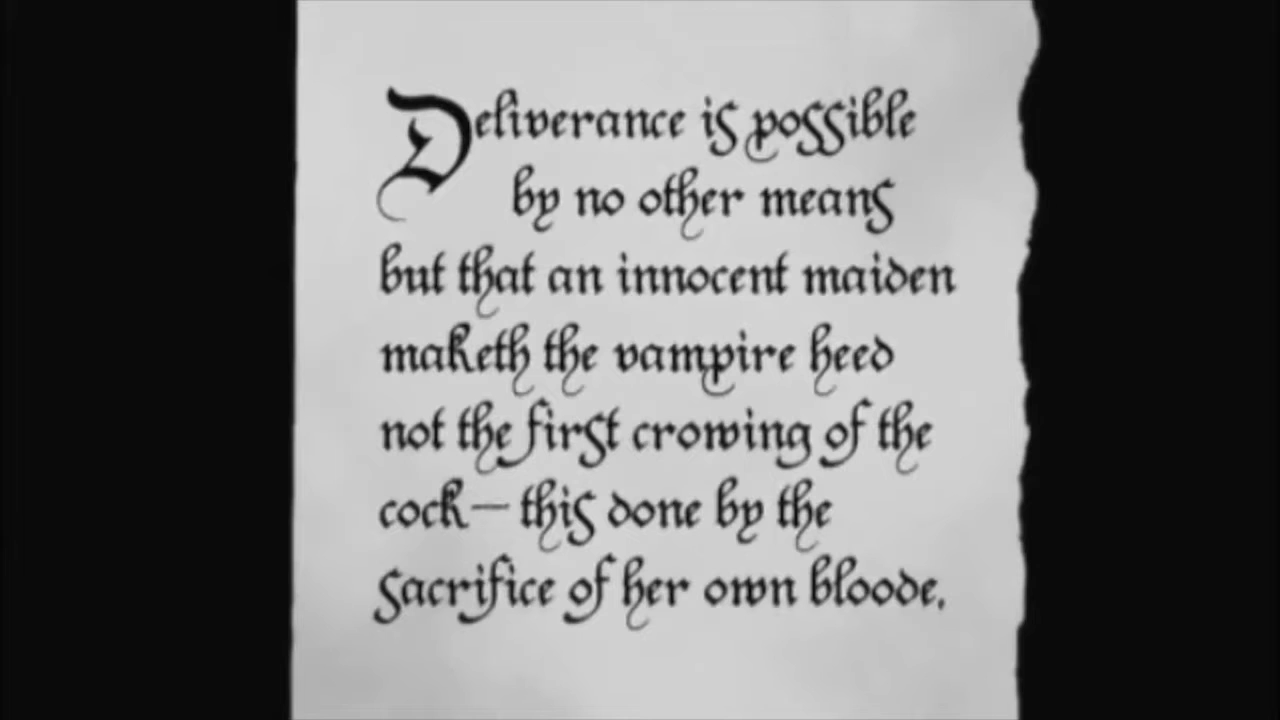 Deliverance is possible
by no other means
but that an innocent maiden
maketh the vampire heed
not the first crowing of the
cock— this done by the
sacrifice of her own bloode.